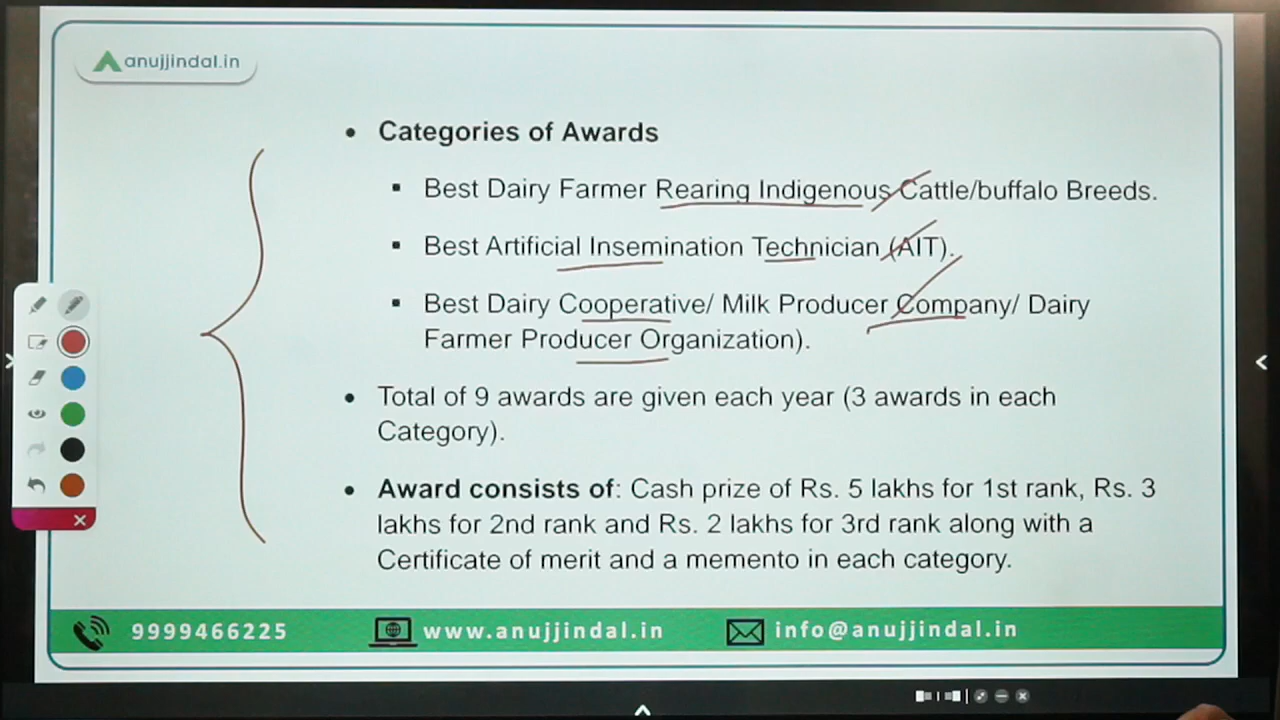 anujjindal.in
• Categories of Awards
▪ Best Dairy Farmer Rearing Indigenous Cattle/buffalo Breeds.
▪ Best Artificial Insemination Technician (AIT).
▪ Best Dairy Cooperative/ Milk Producer Company/ Dairy
Farmer Producer Organization).
• Total of 9 awards are given each year (3 awards in each
Category).
• Award consists of: Cash prize of Rs. 5 lakhs for 1st rank, Rs. 3
lakhs for 2nd rank and Rs. 2 lakhs for 3rd rank along with a
Certificate of merit and a memento in each category.
9999466225
www.anujjindal.in
info@anujjindal.in